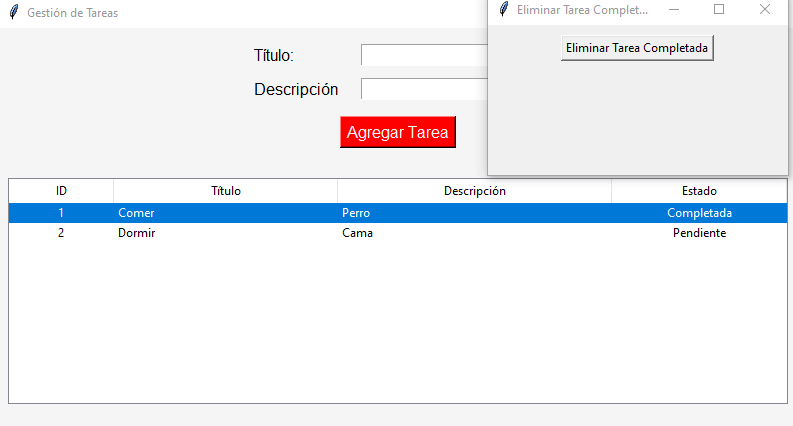 Gestión de Tareas
Eliminar Tarea Complet...
Eliminar Tarea Completada
Título:
Descripción
Agregar Tarea
ID Título Descripción Estado
1 Comer Perro Completada
2 Dormir Cama Pendiente